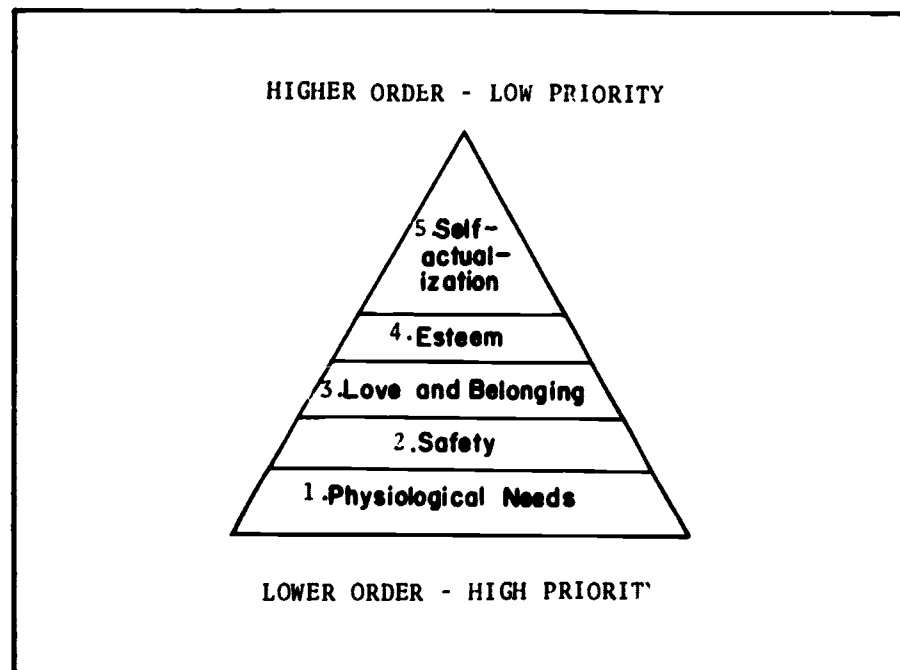 HIGHER ORDER - LOW PRIORITY
5.Self-
actual-
ization
4.Esteem
3.Love and Belonging
2.Safety
1.Physiological Needs
LOWER ORDER - HIGH PRIORITY